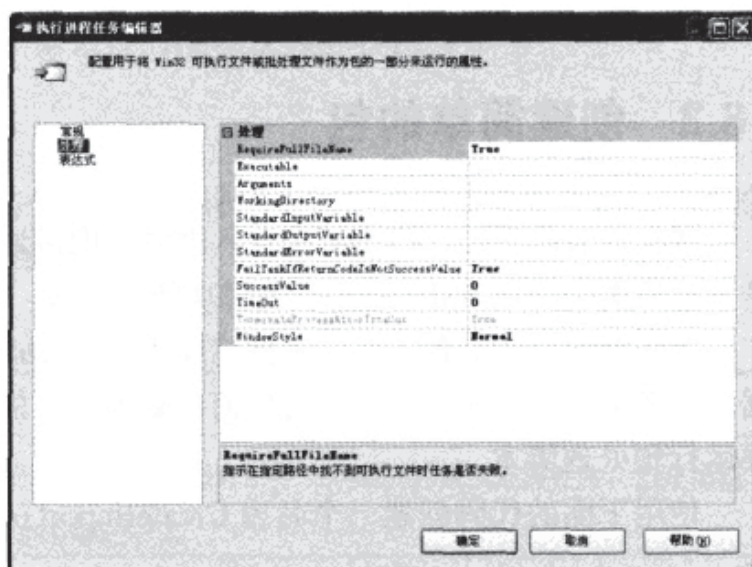 执行进程任务编辑器
配置用于将 Win32 可执行文件或批处理文件作为包的一部分来运行的属性。
常规
表达式
处理
RequireFullFileName True
Executable
Arguments
WorkingDirectory
StandardInputVariable
StandardOutputVariable
StandardErrorVariable
FailTaskIfReturnCodeIsNotSuccessValue True
SuccessValue 0
TimeOut 0
TerminateProcessAfterTimeOut True
WindowStyle Normal
RequireFullFileName
指示在指定路径中找不到可执行文件时任务是否失败。
确定 取消 帮助(H)